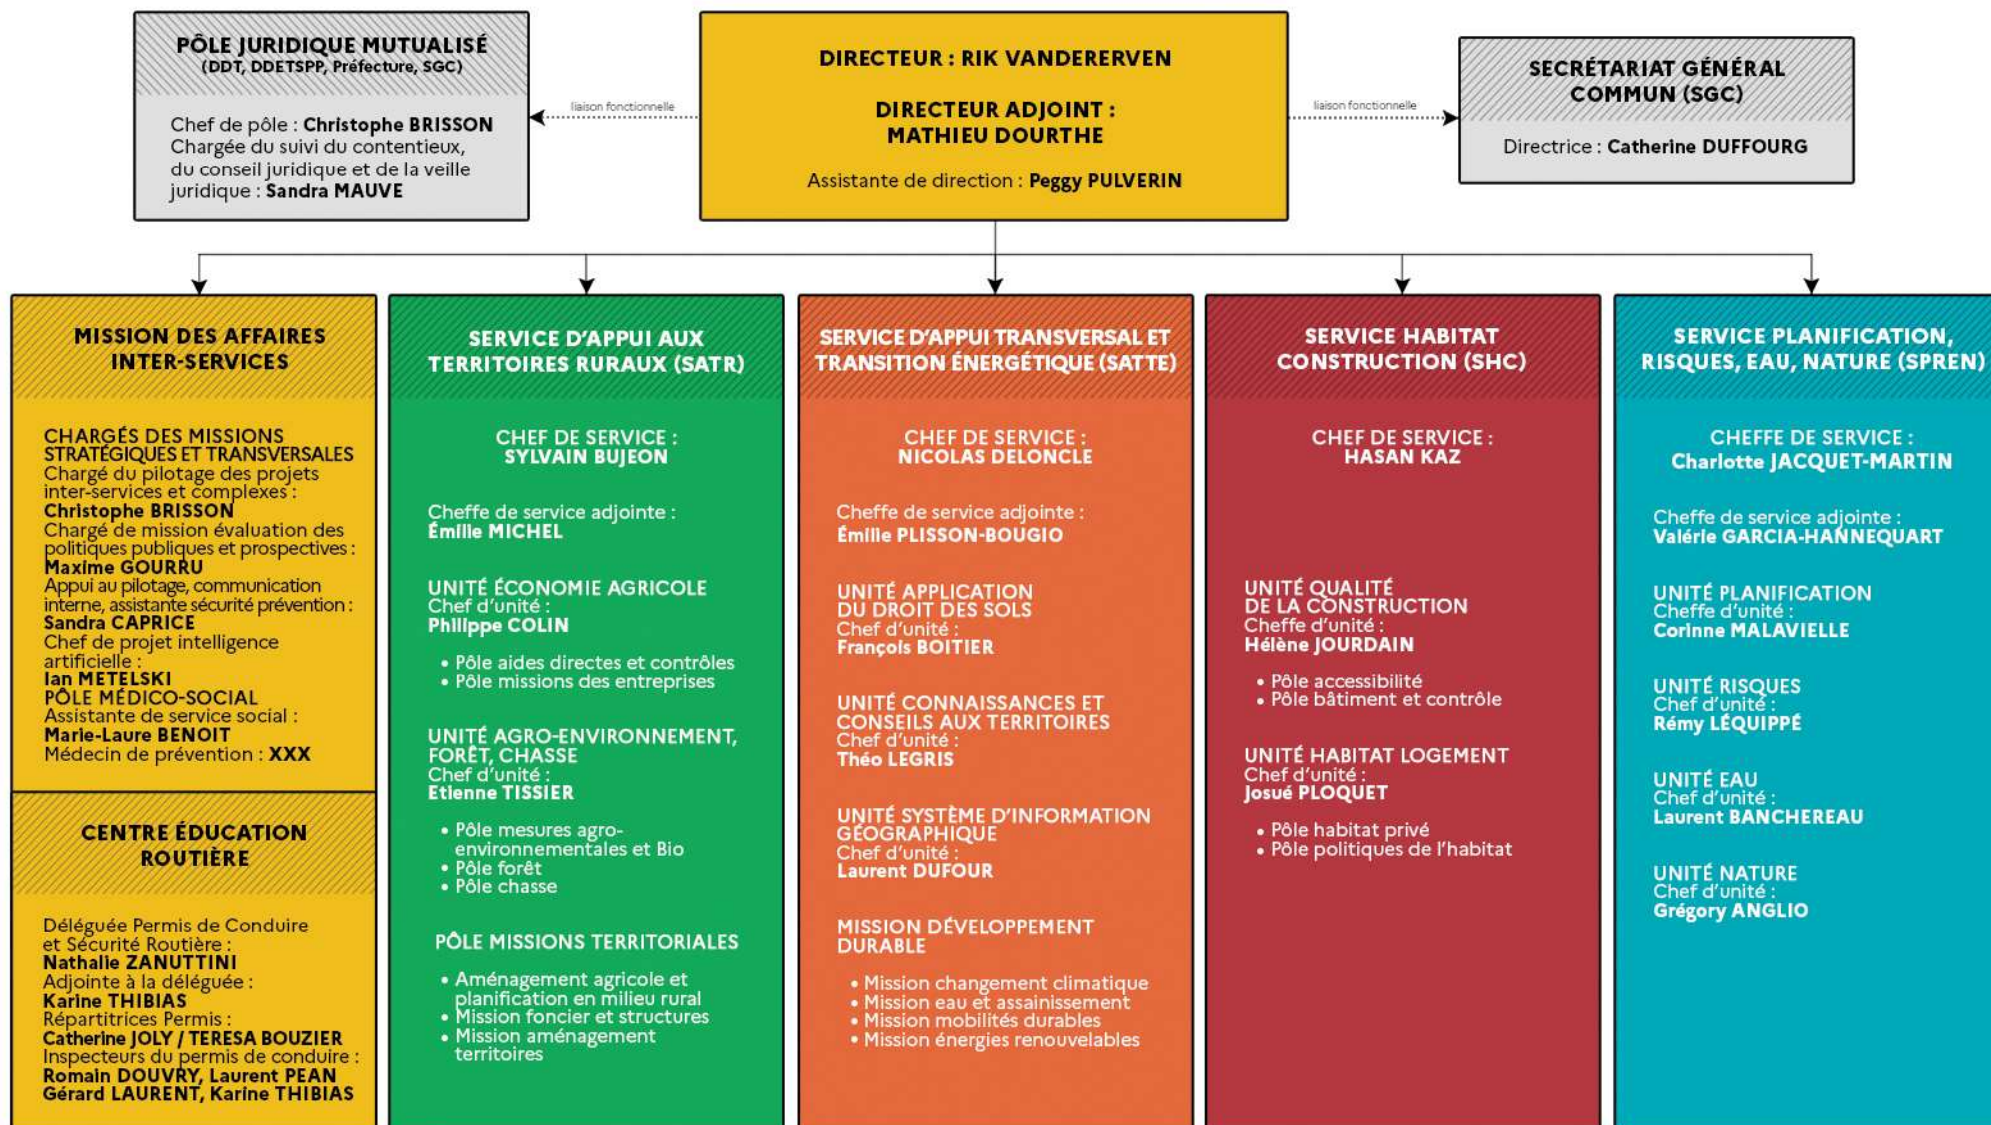 PÔLE JURIDIQUE MUTUALISÉ
(DDT, DDETSPP, Préfecture, SGC)
Chef de pôle : Christophe BRISSON
Chargée du suivi du contentieux,
du conseil juridique et de la veille
juridique : Sandra MAUVE
liaison fonctionnelle
DIRECTEUR : RIK VANDERERVEN
DIRECTEUR ADJOINT :
MATHIEU DOURTHE
Assistante de direction : Peggy PULVERIN
liaison fonctionnelle
SECRÉTARIAT GÉNÉRAL
COMMUN (SGC)
Directrice : Catherine DUFFOURG
MISSION DES AFFAIRES
INTER-SERVICES
CHARGÉS DES MISSIONS
STRATÉGIQUES ET TRANSVERSALES
Chargé du pilotage des projets
inter-services et complexes :
Christophe BRISSON
Chargé de mission évaluation des
politiques publiques et prospectives :
Maxime GOURRU
Appui au pilotage, communication
interne, assistante sécurité prévention :
Sandra CAPRICE
Chef de projet intelligence
artificielle :
Ian METELSKI
PÔLE MÉDICO-SOCIAL
Assistante de service social :
Marie-Laure BENOIT
Médecin de prévention : XXX
CENTRE ÉDUCATION
ROUTIÈRE
Déléguée Permis de Conduire
et Sécurité Routière :
Nathalie ZANUTTINI
Adjointe à la déléguée :
Karine THIBIAS
Répartitrices Permis :
Catherine JOLY / TERESA BOUZIER
Inspecteurs du permis de conduire :
Romain DOUVRY, Laurent PEAN
Gérard LAURENT, Karine THIBIAS
SERVICE D'APPUI AUX
TERRITOIRES RURAUX (SATR)
CHEF DE SERVICE :
SYLVAIN BUJEON
Cheffe de service adjointe :
Émilie MICHEL
UNITÉ ÉCONOMIE AGRICOLE
Chef d'unité :
Philippe COLIN
• Pôle aides directes et contrôles
• Pôle missions des entreprises
UNITÉ AGRO-ENVIRONNEMENT,
FORÊT, CHASSE
Chef d'unité :
Etienne TISSIER
• Pôle mesures agro-
environnementales et Bio
• Pôle forêt
• Pôle chasse
PÔLE MISSIONS TERRITORIALES
• Aménagement agricole et
planification en milieu rural
• Mission foncier et structures
• Mission aménagement
territoires
SERVICE D'APPUI TRANSVERSAL ET
TRANSITION ÉNERGÉTIQUE (SATTE)
CHEF DE SERVICE :
NICOLAS DELONCLE
Cheffe de service adjointe :
Émilie PLISSON-BOUGIO
UNITÉ APPLICATION
DU DROIT DES SOLS
Chef d'unité :
François BOITIER
UNITÉ CONNAISSANCES ET
CONSEILS AUX TERRITOIRES
Chef d'unité :
Théo LEGRIS
UNITÉ SYSTÈME D'INFORMATION
GÉOGRAPHIQUE
Chef d'unité :
Laurent DUFOUR
MISSION DÉVELOPPEMENT
DURABLE
• Mission changement climatique
• Mission eau et assainissement
• Mission mobilités durables
• Mission énergies renouvelables
SERVICE HABITAT
CONSTRUCTION (SHC)
CHEF DE SERVICE :
HASAN KAZ
UNITÉ QUALITÉ
DE LA CONSTRUCTION
Cheffe d'unité :
Hélène JOURDAIN
• Pôle accessibilité
• Pôle bâtiment et contrôle
UNITÉ HABITAT LOGEMENT
Chef d'unité :
Josué PLOQUET
• Pôle habitat privé
• Pôle politiques de l'habitat
SERVICE PLANIFICATION,
RISQUES, EAU, NATURE (SPREN)
CHEFFE DE SERVICE :
Charlotte JACQUET-MARTIN
Cheffe de service adjointe :
Valérie GARCIA-HANNEQUART
UNITÉ PLANIFICATION
Cheffe d'unité :
Corinne MALAVIELLE
UNITÉ RISQUES
Chef d'unité :
Rémy LÉQUIPPÉ
UNITÉ EAU
Chef d'unité :
Laurent BANCHEREAU
UNITÉ NATURE
Chef d'unité :
Grégory ANGLIO